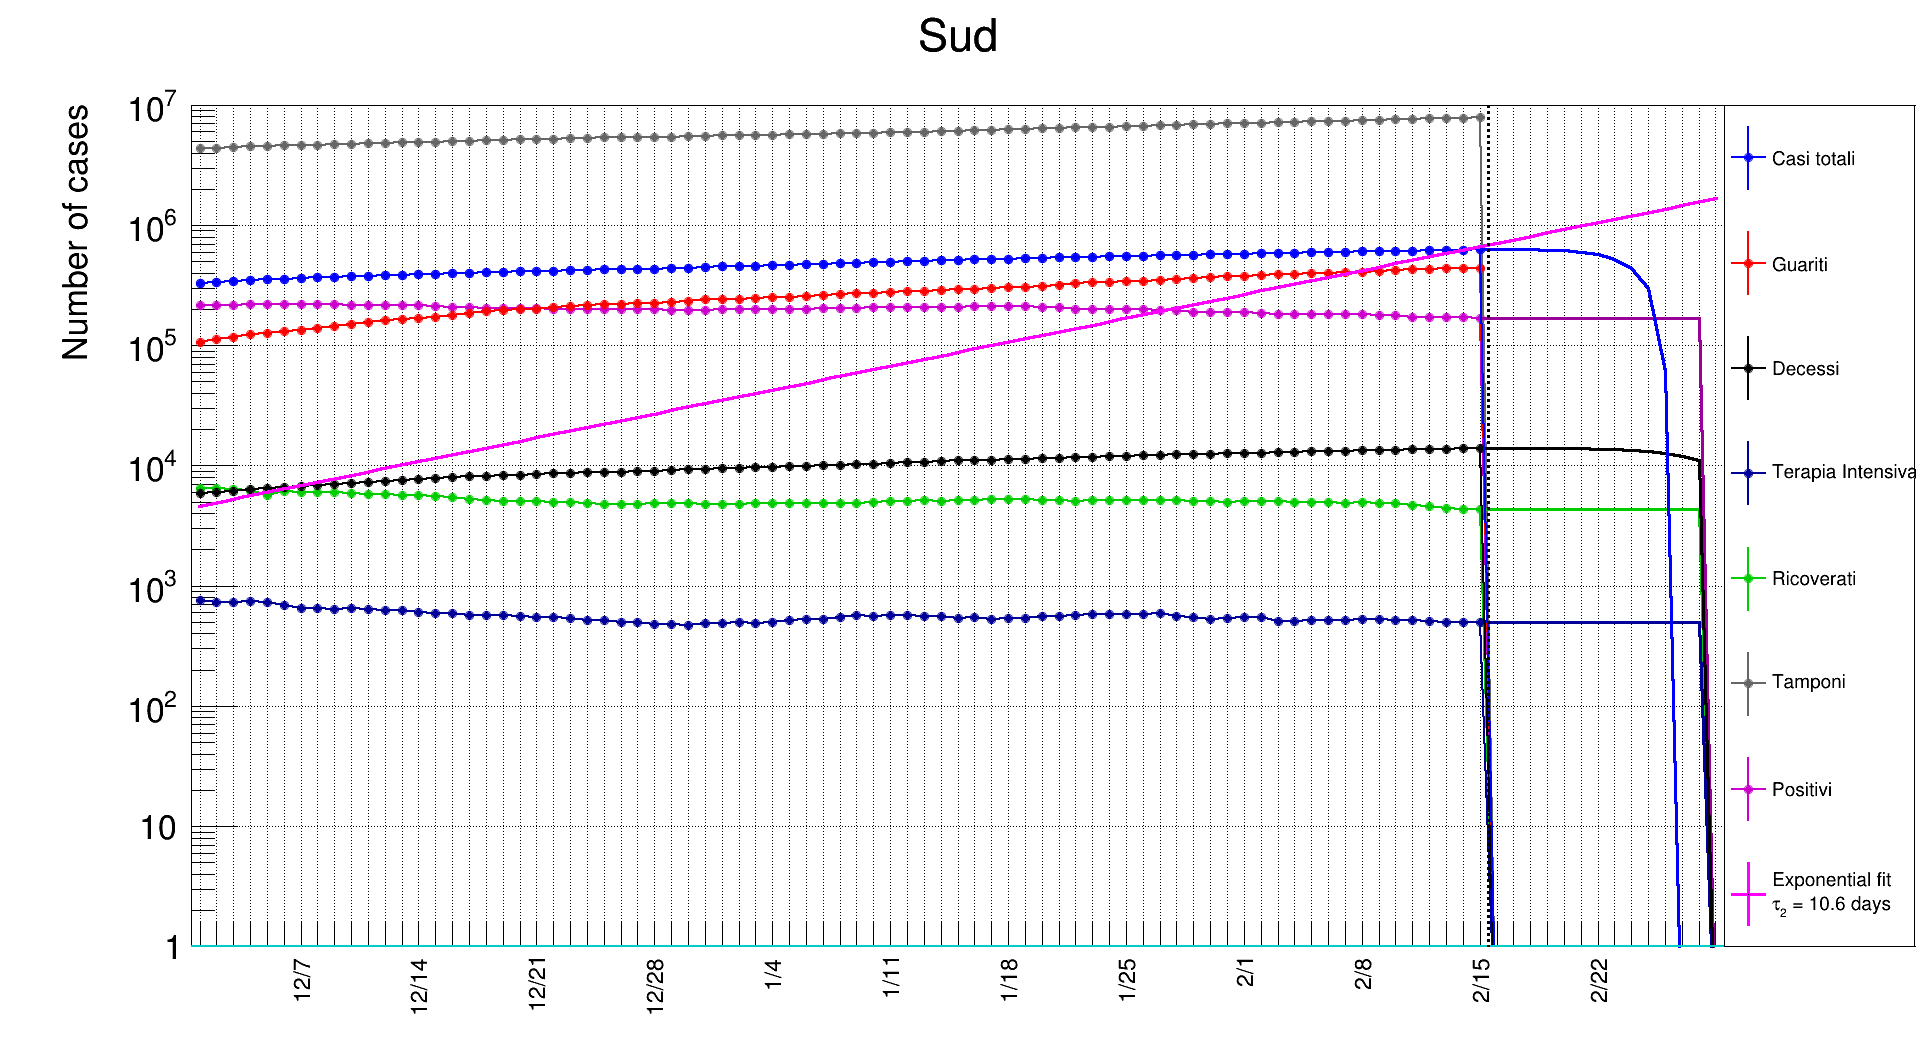 Sud
Number of cases
10^7
10^6
10^5
10^4
10^3
10^2
10
1
12/7
12/14
12/21
12/28
1/4
1/11
1/18
1/25
2/1
2/8
2/15
2/22
Casi totali
Guariti
Decessi
Terapia Intensiva
Ricoverati
Tamponi
Positivi
Exponential fit
τ₂ = 10.6 days